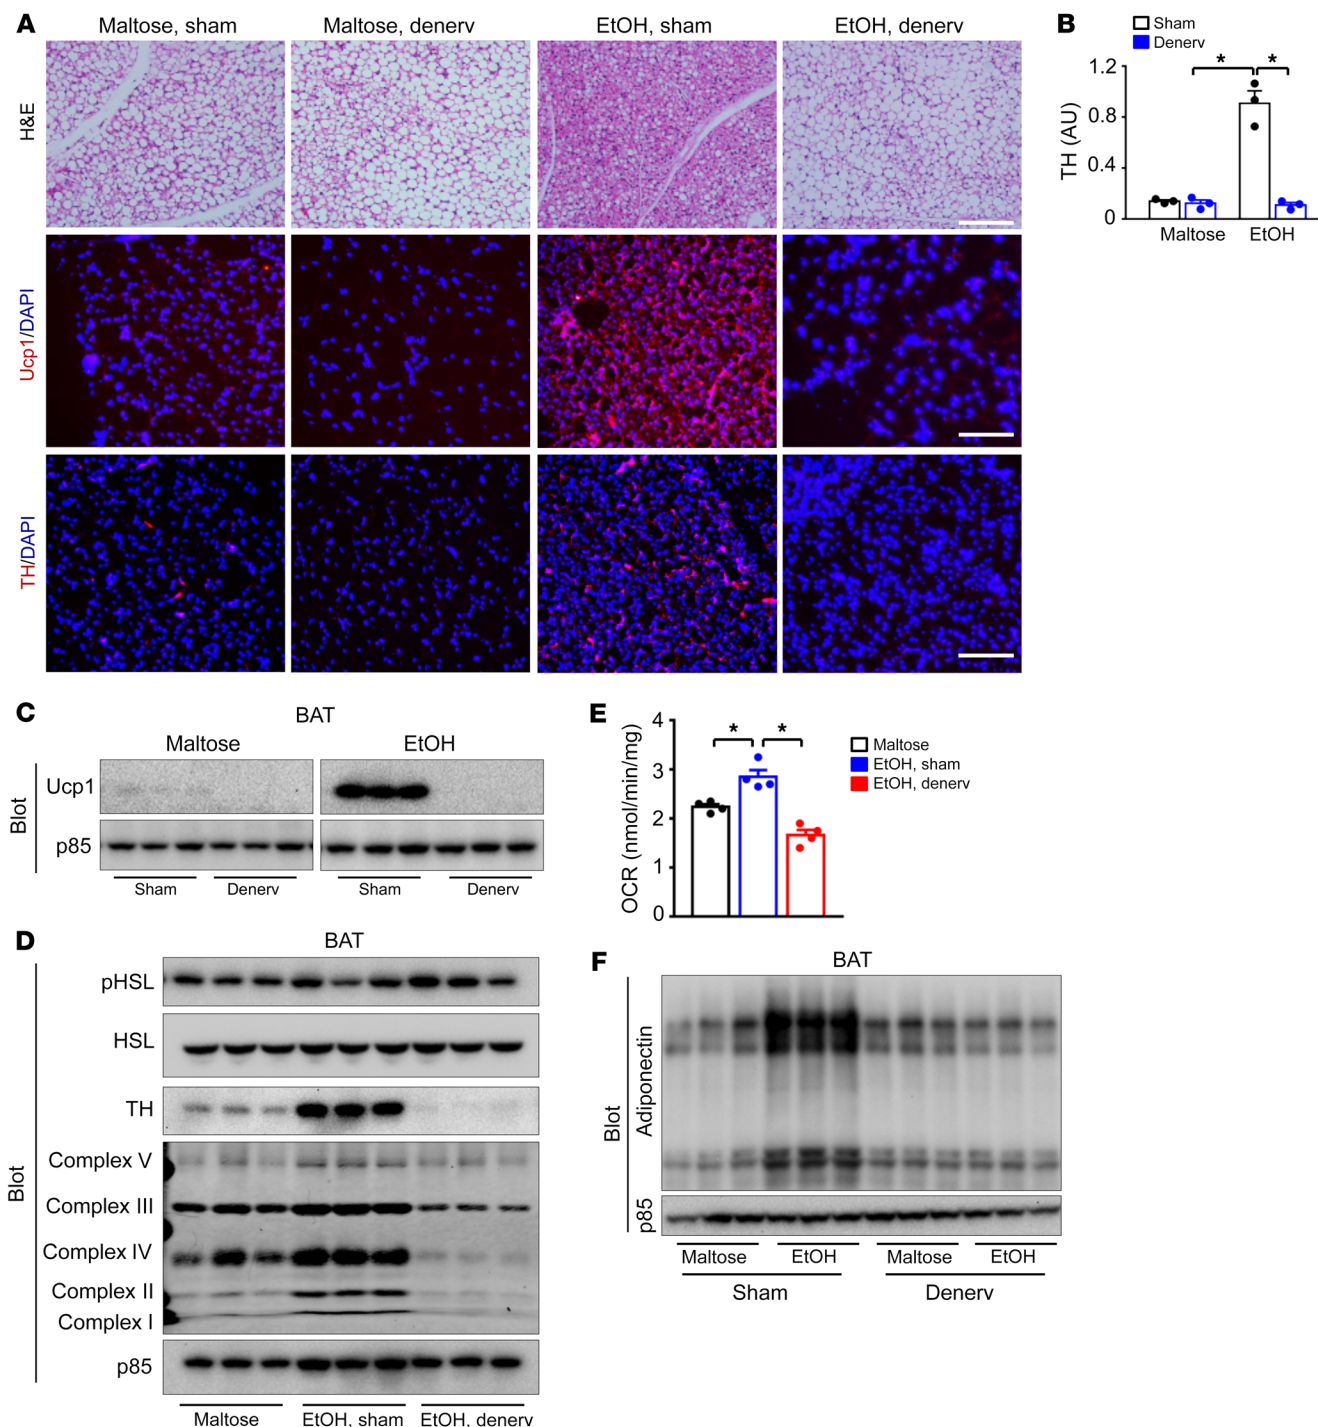 A
Maltose, sham
Maltose, denerv
EtOH, sham
EtOH, denerv
H&E
Ucp1/DAPI
TH/DAPI
B
Sham
Denerv
*
*
TH (AU)
1.2
0.8
0.4
0
Maltose
EtOH
C
BAT
Maltose
EtOH
Blot
Ucp1
p85
Sham
Denerv
Sham
Denerv
D
BAT
Blot
pHSL
HSL
TH
Complex V
Complex III
Complex IV
Complex II
Complex I
p85
Maltose
EtOH, sham
EtOH, denerv
E
OCR (nmol/min/mg)
4
3
2
1
0
*
*
Maltose
EtOH, sham
EtOH, denerv
F
BAT
Blot
Adiponectin
p85
Maltose
EtOH
Maltose
EtOH
Sham
Denerv